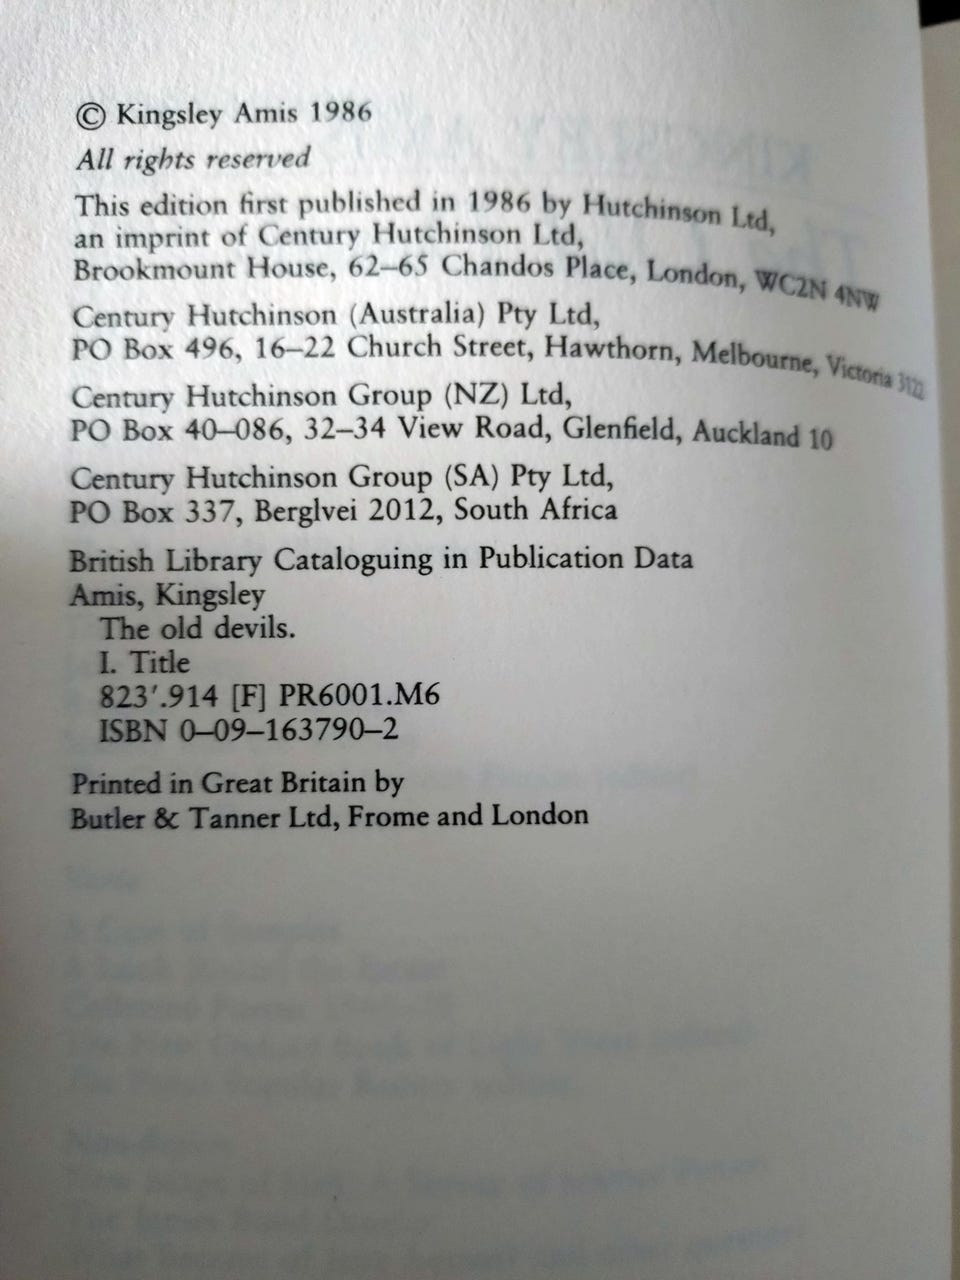 © Kingsley Amis 1986
All rights reserved
This edition first published in 1986 by Hutchinson Ltd,
an imprint of Century Hutchinson Ltd,
Brookmount House, 62–65 Chandos Place, London, WC2N 4NW
Century Hutchinson (Australia) Pty Ltd,
PO Box 496, 16–22 Church Street, Hawthorn, Melbourne, Victoria 3122
Century Hutchinson Group (NZ) Ltd,
PO Box 40–086, 32–34 View Road, Glenfield, Auckland 10
Century Hutchinson Group (SA) Pty Ltd,
PO Box 337, Berglvei 2012, South Africa
British Library Cataloguing in Publication Data
Amis, Kingsley
The old devils.
I. Title
823′.914 [F] PR6001.M6
ISBN 0–09–163790–2
Printed in Great Britain by
Butler & Tanner Ltd, Frome and London